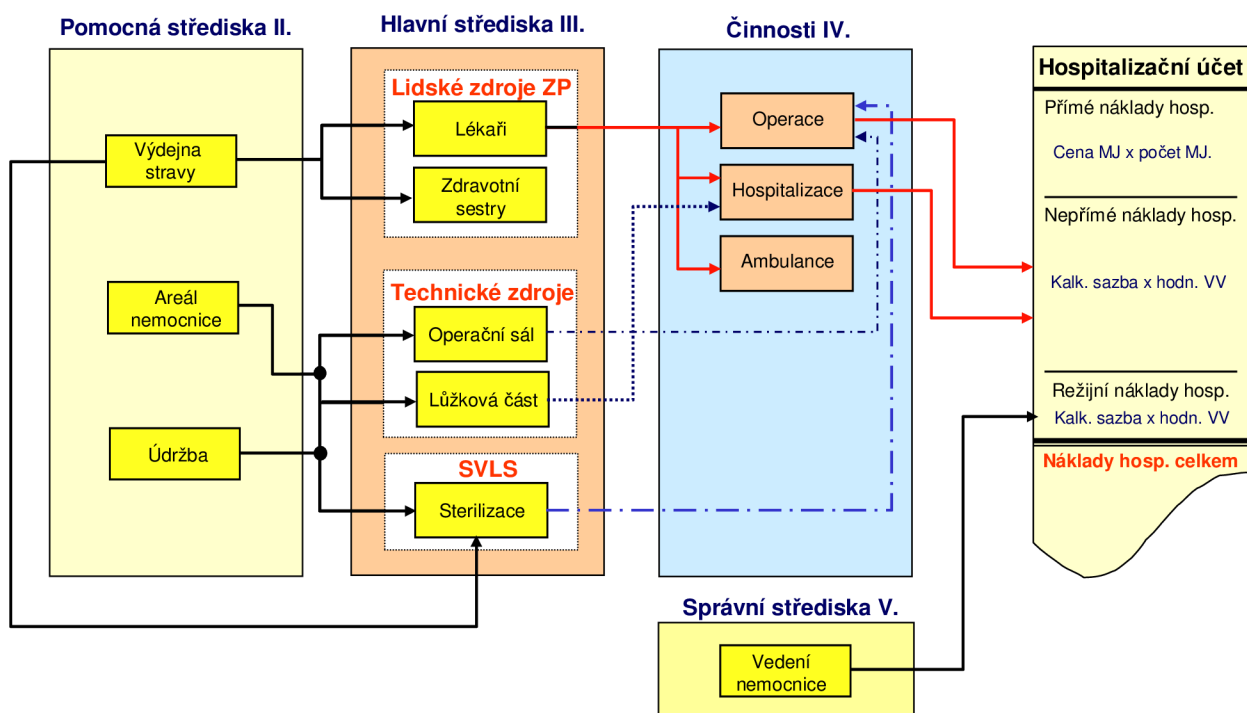 Pomocná střediska II.
Výdejna
stravy
Areál
nemocnice
Údržba
Hlavní střediska III.
Lidské zdroje ZP
Lékaři
Zdravotní
sestry
Technické zdroje
Operační sál
Lůžková část
SVLS
Sterilizace
Činnosti IV.
Operace
Hospitalizace
Ambulance
Správní střediska V.
Vedení
nemocnice
Hospitalizační účet
Přímé náklady hosp.
Cena MJ x počet MJ.
Nepřímé náklady hosp.
Kalk. sazba x hodn. VV
Režijní náklady hosp.
Kalk. sazba x hodn. VV
Náklady hosp. celkem